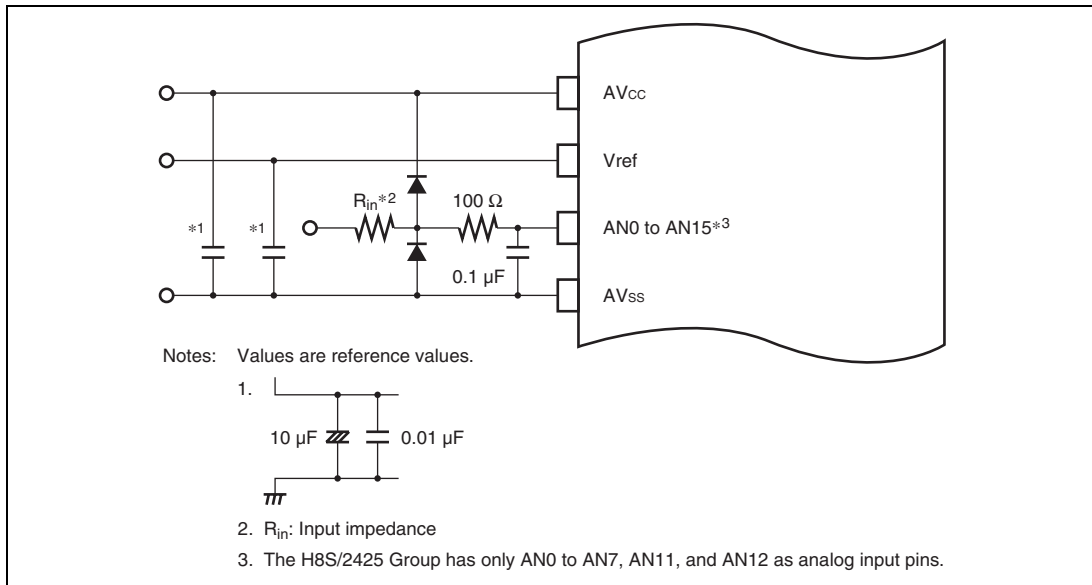 AVCC
Vref
Rin*2
100 Ω
*1
*1
AN0 to AN15*3
0.1 µF
AVSS
Notes: Values are reference values.
1.
10 µF
0.01 µF
2. Rin: Input impedance
3. The H8S/2425 Group has only AN0 to AN7, AN11, and AN12 as analog input pins.